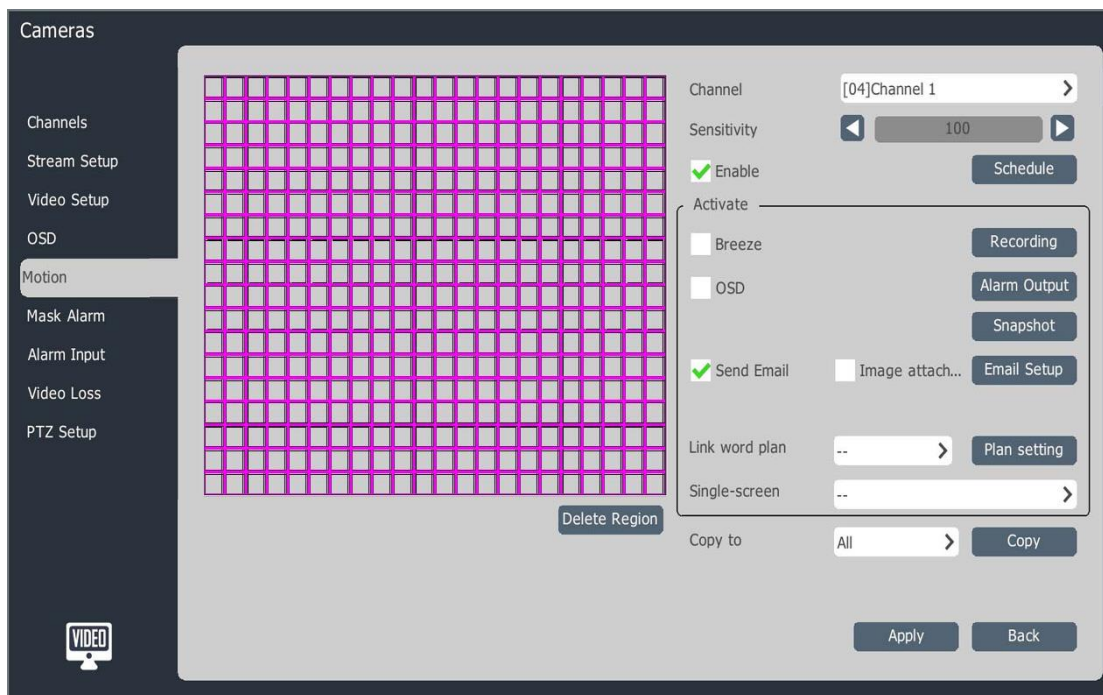 Cameras
Channels
Stream Setup
Video Setup
OSD
Motion
Mask Alarm
Alarm Input
Video Loss
PTZ Setup
VIDEO
Delete Region
Channel [04]Channel 1
Sensitivity 100
Enable Schedule
Activate
Breeze Recording
OSD Alarm Output
Snapshot
Send Email Image attach... Email Setup
Link word plan -- Plan setting
Single-screen --
Copy to All Copy
Apply Back